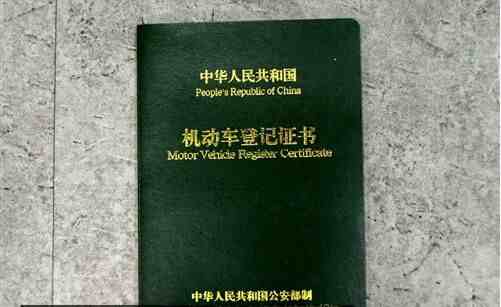 中华人民共和国
People's Republic of China
机动车登记证书
Motor Vehicle Register Certificate
中华人民共和国公安部制